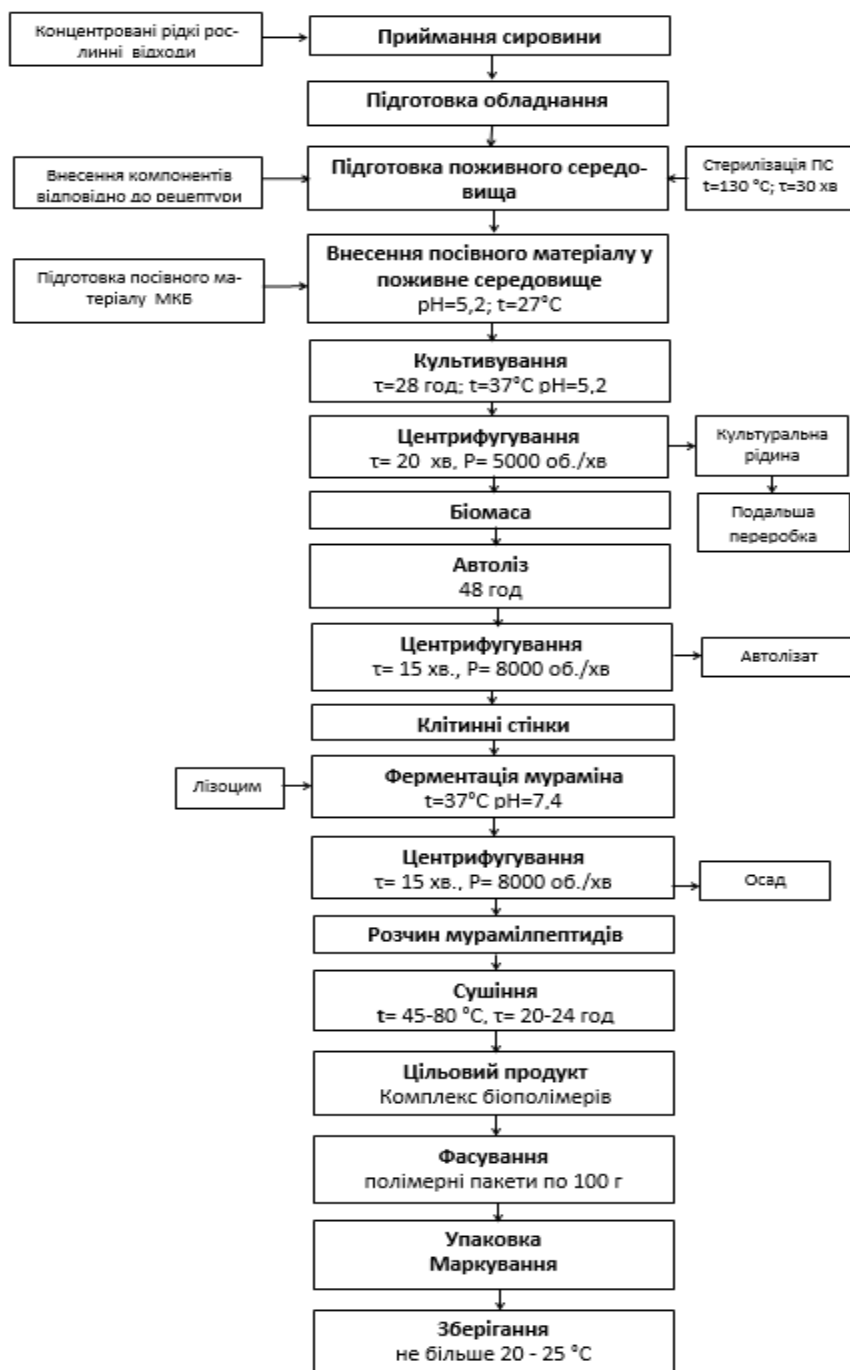 Концентровані рідкі рос-
линні відходи
Приймання сировини
Підготовка обладнання
Внесення компонентів
відповідно до рецептури
Підготовка поживного середо-
вища
Стерилізація ПС
t=130 °C; τ=30 хв
Підготовка посівного ма-
теріалу МКБ
Внесення посівного матеріалу у
поживне середовище
pH=5,2; t=27°C
Культивування
τ=28 год; t=37°C pH=5,2
Центрифугування
τ= 20 хв, P= 5000 об./хв
Культуральна
рідина
Подальша
переробка
Біомаса
Автоліз
48 год
Центрифугування
τ= 15 хв., P= 8000 об./хв
Автолізат
Клітинні стінки
Лізоцим
Ферментація мураміна
t=37°C pH=7,4
Центрифугування
τ= 15 хв., P= 8000 об./хв
Осад
Розчин мурамілпептидів
Сушіння
t= 45-80 °C, τ= 20-24 год
Цільовий продукт
Комплекс біополімерів
Фасування
полімерні пакети по 100 г
Упаковка
Маркування
Зберігання
не більше 20 - 25 °C